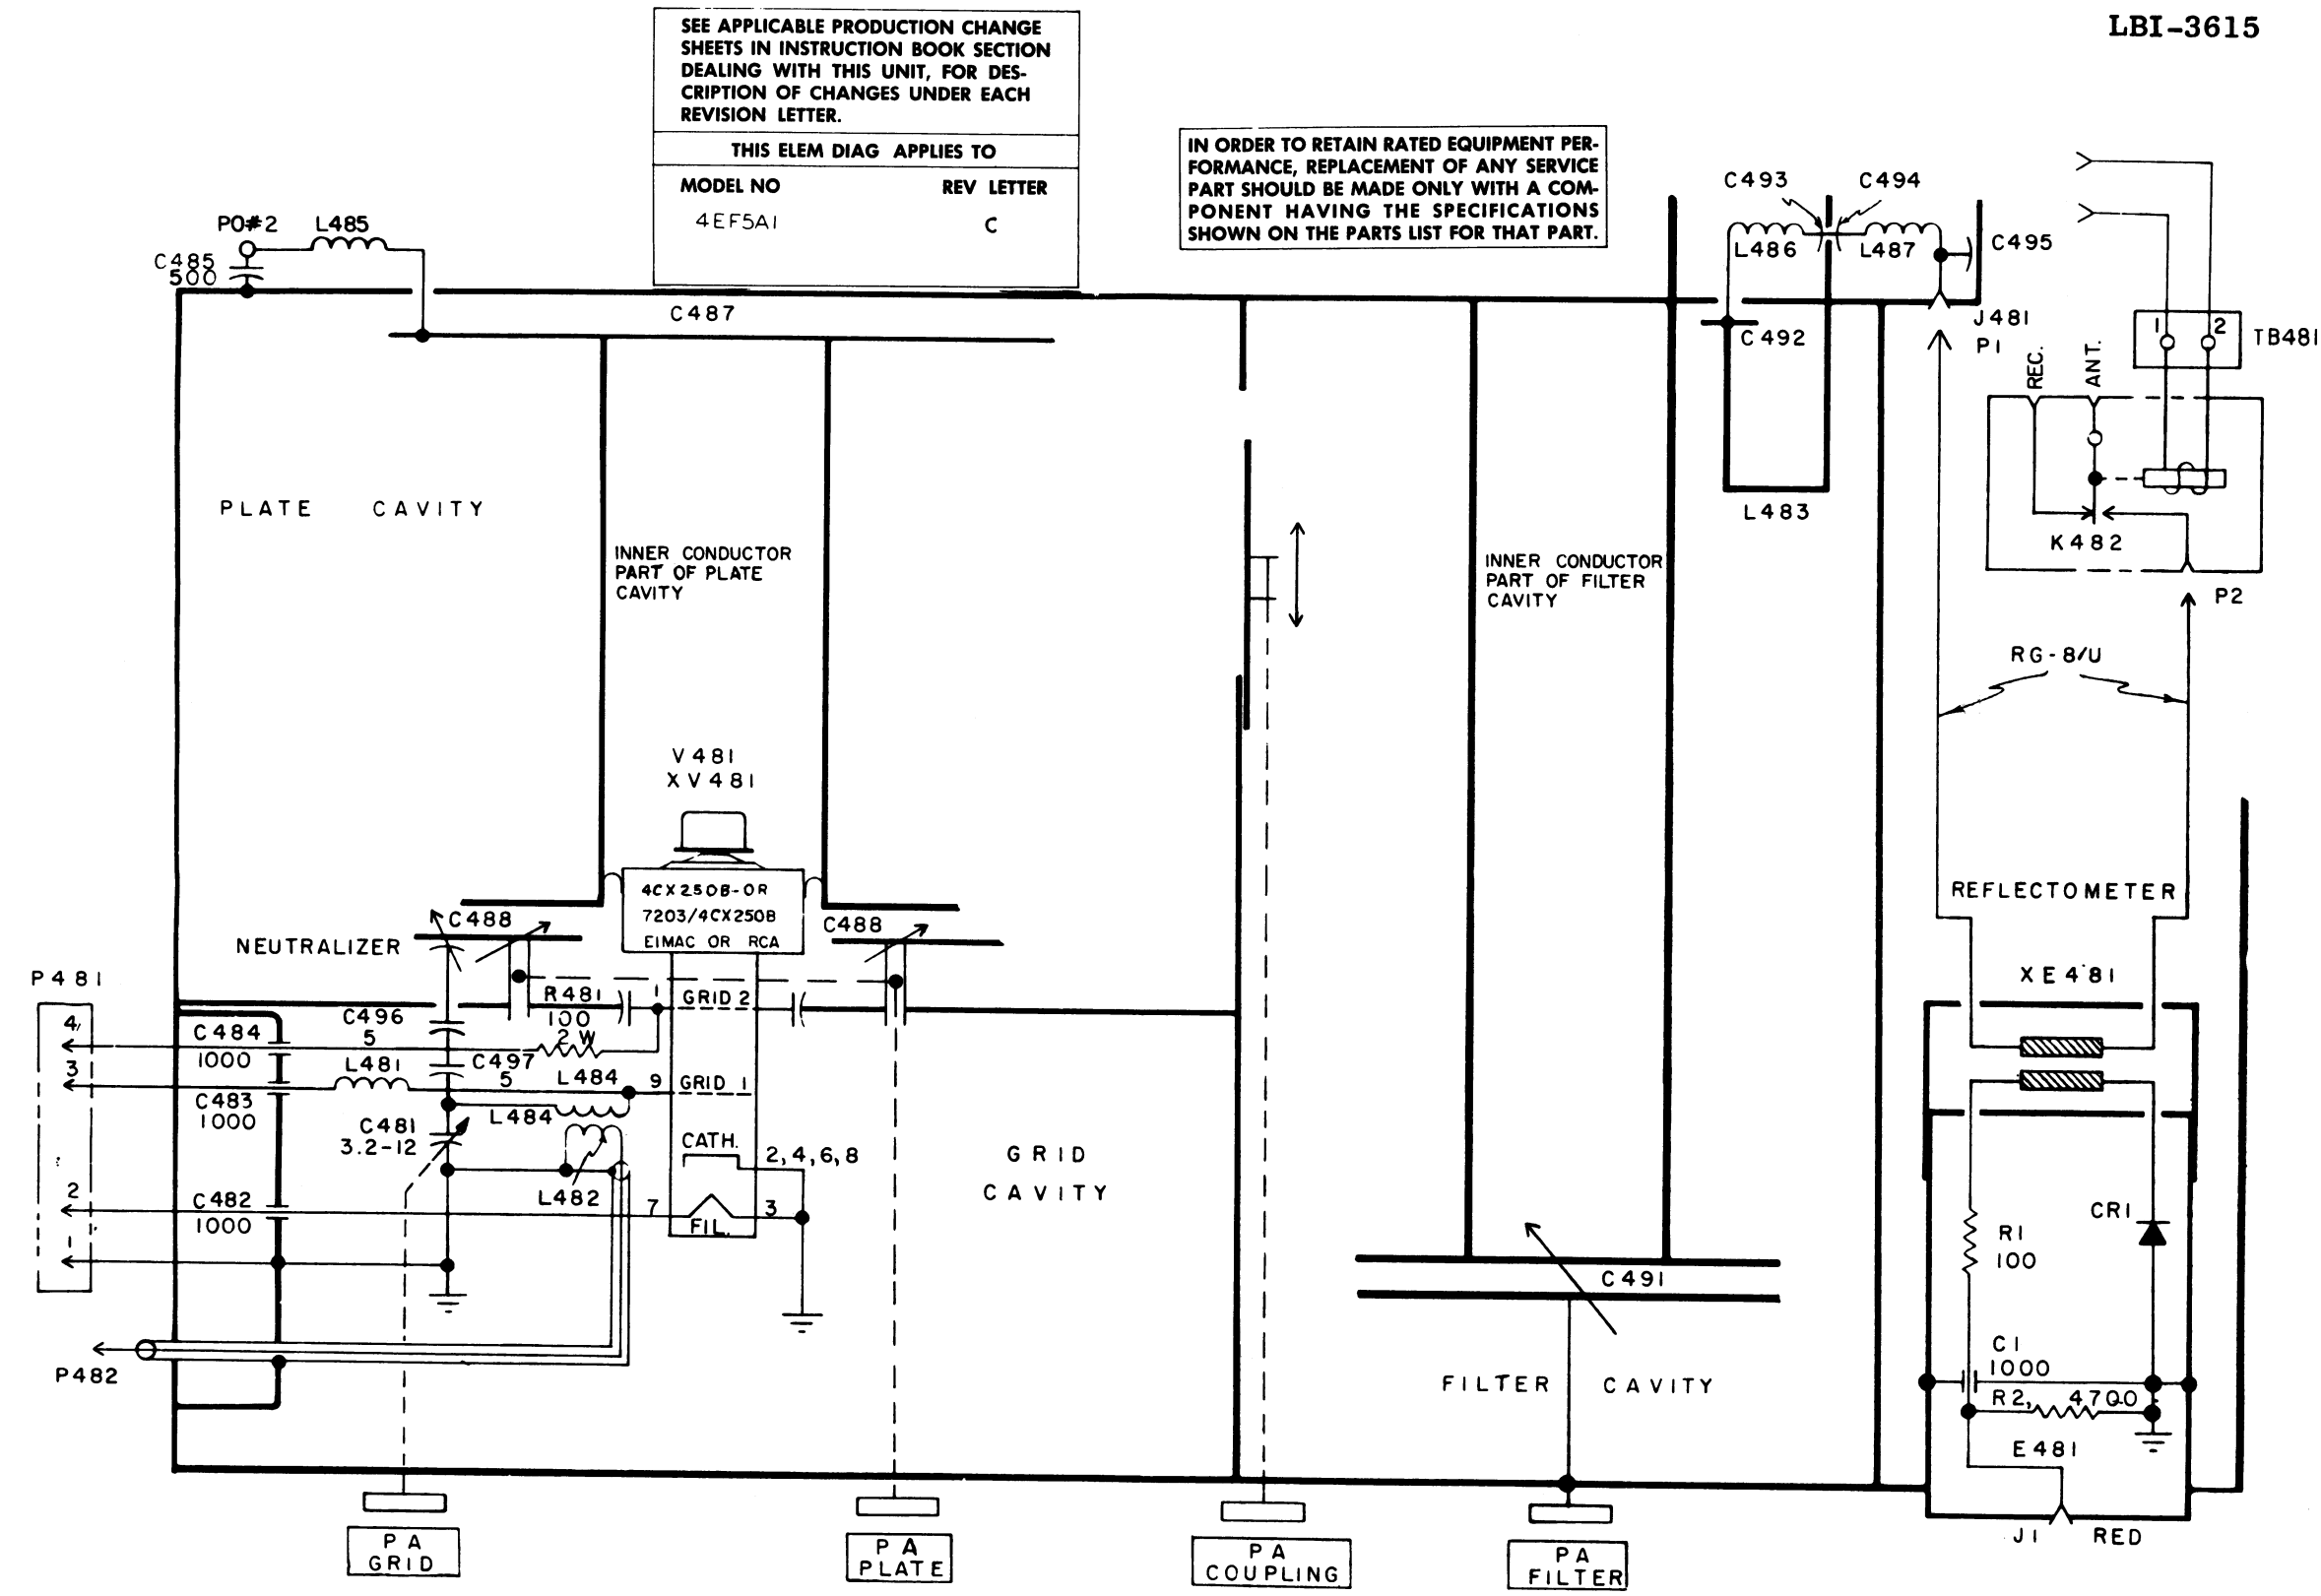 LBI-3615
SEE APPLICABLE PRODUCTION CHANGE
SHEETS IN INSTRUCTION BOOK SECTION
DEALING WITH THIS UNIT, FOR DES-
CRIPTION OF CHANGES UNDER EACH
REVISION LETTER.
THIS ELEM DIAG APPLIES TO
MODEL NO REV LETTER
4EF5A1 C
IN ORDER TO RETAIN RATED EQUIPMENT PER-
FORMANCE, REPLACEMENT OF ANY SERVICE
PART SHOULD BE MADE ONLY WITH A COM-
PONENT HAVING THE SPECIFICATIONS
SHOWN ON THE PARTS LIST FOR THAT PART.
PO#2 L485
C485
500
C487
C493 C494
L486 L487
C495
C492
J481
P1
L483
TB481
1 2
REC.
ANT.
K482
P2
RG-8/U
PLATE CAVITY
INNER CONDUCTOR
PART OF PLATE
CAVITY
INNER CONDUCTOR
PART OF FILTER
CAVITY
V481
XV481
4CX250B-OR
7203/4CX250B
EIMAC OR RCA
C488
C488
NEUTRALIZER
P481
4
3
2
1
C484
1000
C483
1000
C482
1000
C496
5
L481
C497
5
R481
100
2 W
L484
L484
C481
3.2-12
L482
1
GRID 2
9
GRID 1
CATH.
2,4,6,8
7
FIL.
3
P482
GRID
CAVITY
C491
FILTER CAVITY
REFLECTOMETER
XE481
CR1
R1
100
C1
1000
R2, 4700
E481
J1 RED
PA
GRID
PA
PLATE
PA
COUPLING
PA
FILTER